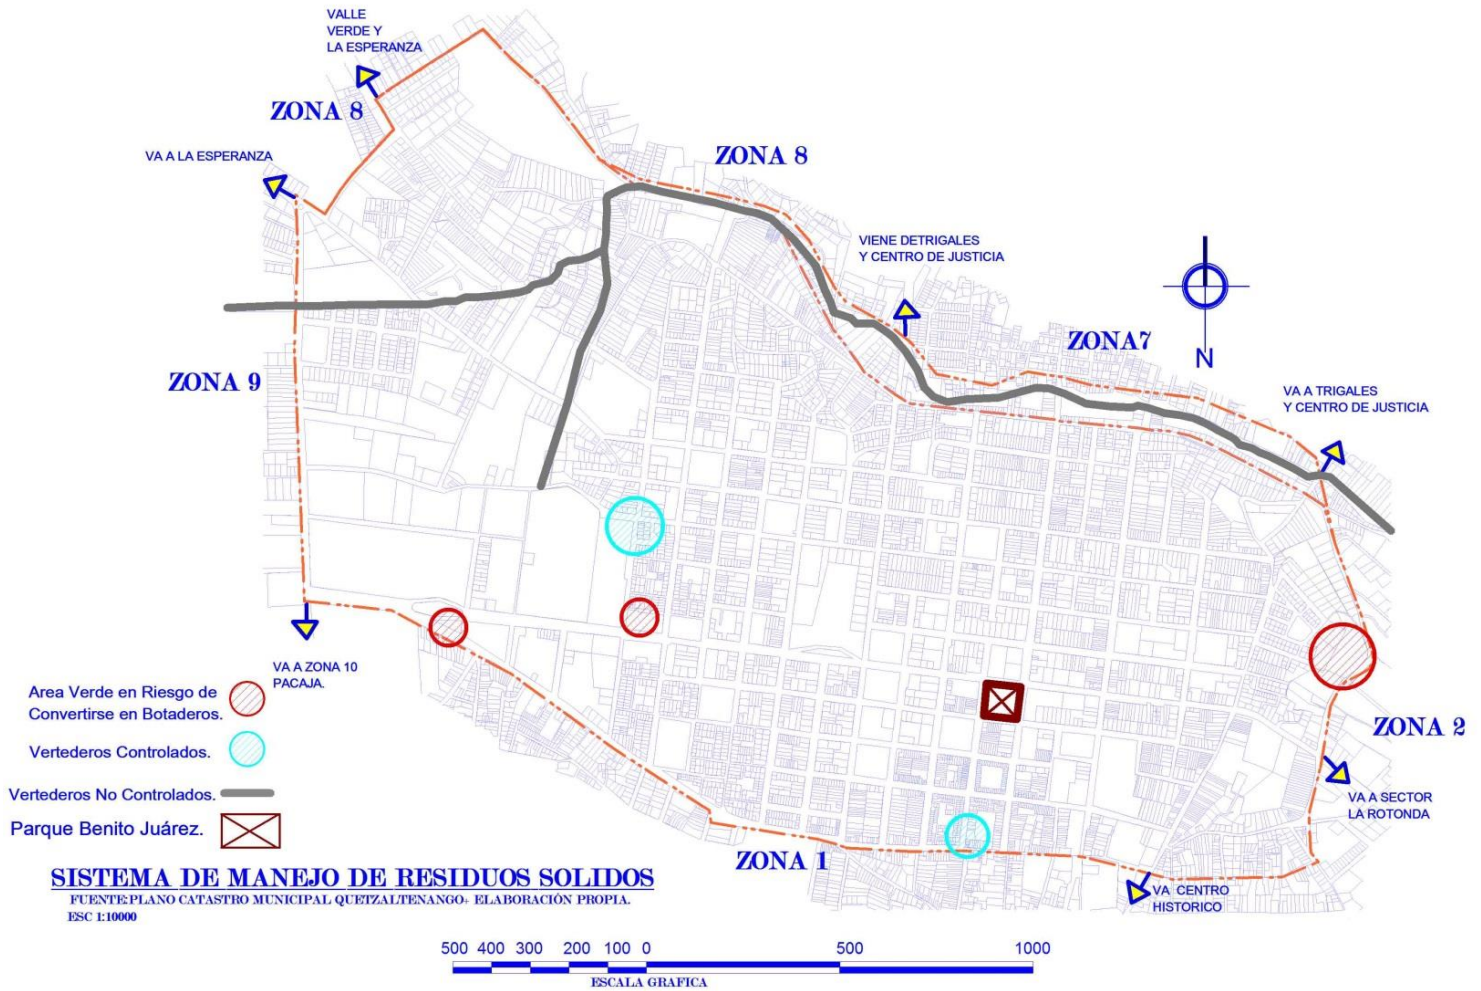 VALLE
VERDE Y
LA ESPERANZA
ZONA 8
VA A LA ESPERANZA
ZONA 8
VIENE DETRIGALES
Y CENTRO DE JUSTICIA
ZONA7
N
ZONA 9
VA A TRIGALES
Y CENTRO DE JUSTICIA
VA A ZONA 10
PACAJA.
Area Verde en Riesgo de
Convertirse en Botaderos.
Vertederos Controlados.
Vertederos No Controlados.
Parque Benito Juárez.
ZONA 2
VA A SECTOR
LA ROTONDA
ZONA 1
VA CENTRO
HISTORICO
SISTEMA DE MANEJO DE RESIDUOS SOLIDOS
FUENTE:PLANO CATASTRO MUNICIPAL QUETZALTENANGO+ ELABORACIÓN PROPIA.
ESC 1:10000
500 400 300 200 100 0 500 1000
ESCALA GRAFICA